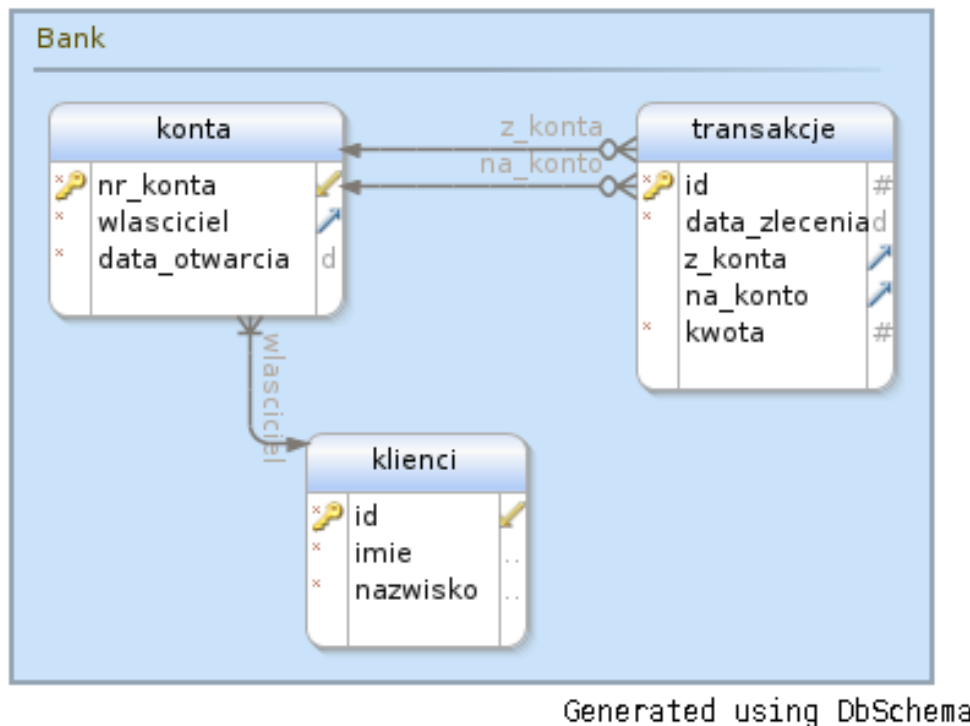 Bank
konta
nr_konta
wlasciciel
data_otwarcia d
z_konta
na_konto
transakcje
id #
data_zlecenia d
z_konta
na_konto
kwota #
wlasciciel
klienci
id
imie ..
nazwisko ..
Generated using DbSchema